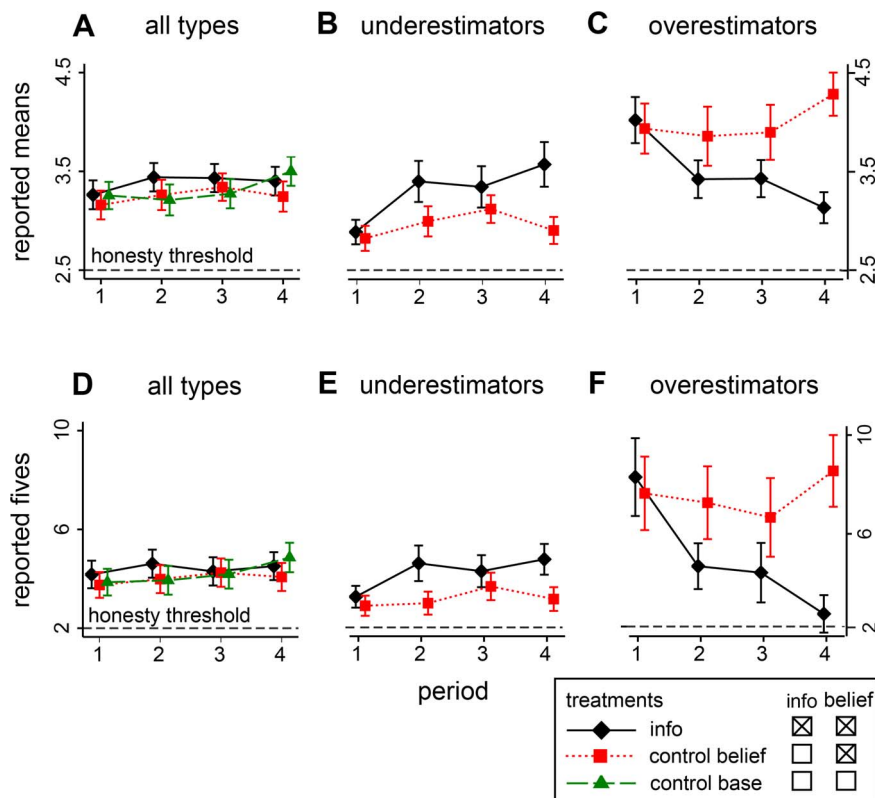 A all types
B underestimators
C overestimators
reported means
4.5
3.5
2.5
honesty threshold
1 2 3 4
1 2 3 4
1 2 3 4
4.5
3.5
2.5
D all types
E underestimators
F overestimators
reported fives
10
6
2
honesty threshold
1 2 3 4
1 2 3 4
1 2 3 4
10
6
2
period
treatments info belief
info
control belief
control base